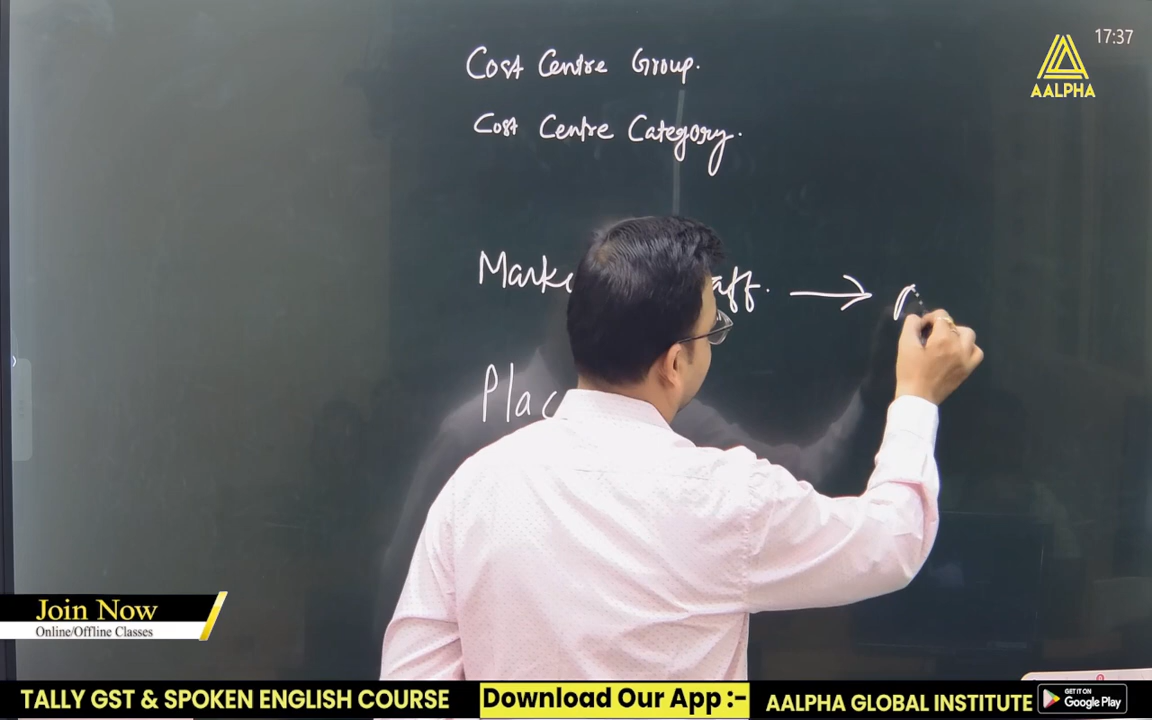 17:37
AALPHA
Cost Centre Group.
Cost Centre Category.
Join Now
Online/Offline Classes
TALLY GST & SPOKEN ENGLISH COURSE
Download Our App :-
AALPHA GLOBAL INSTITUTE
GET IT ON
Google Play